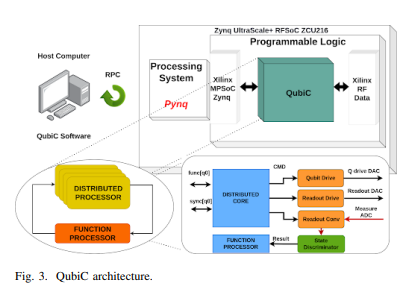 Zynq UltraScale+ RFSoC ZCU216
Programmable Logic
Host Computer
RPC
Processing
System
Pynq
Xilinx
MPSoC
Zynq
QubiC
Xilinx
RF
Data
QubiC Software
DISTRIBUTED
PROCESSOR
FUNCTION
PROCESSOR
func[q0]
sync[q0]
DISTRIBUTED
CORE
CMD
Qubit Drive
Q drive DAC
Readout Drive
Readout DAC
Readout Conv
Measure
ADC
FUNCTION
PROCESSOR
Result
State
Discriminator
Fig. 3. QubiC architecture.